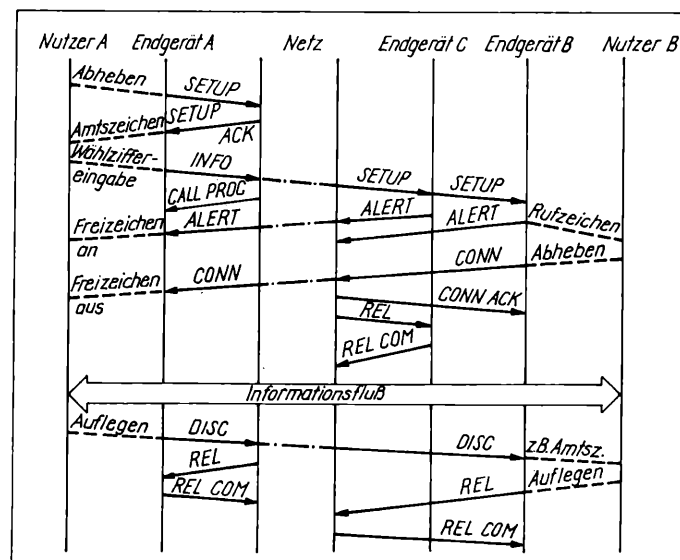 Nutzer A Endgerät A Netz Endgerät C Endgerät B Nutzer B
Abheben SETUP
Amtszeichen SETUP
ACK
Wählziffer-
eingabe INFO SETUP SETUP
CALL PROC
Freizeichen
an ALERT ALERT ALERT Rufzeichen
Freizeichen
aus CONN CONN Abheben
CONN ACK
REL
REL COM
Informationsfluß
Auflegen DISC DISC z.B. Amtsz.
REL REL Auflegen
REL COM REL COM